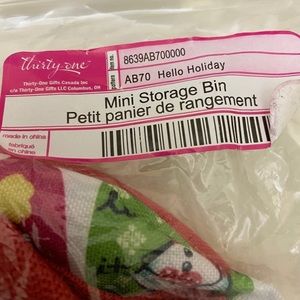 thirty-one
Thirty-One Gifts Canada Inc
c/o Thirty-One Gifts LLC Columbus, OH
8639AB700000
AB70 Hello Holiday
Mini Storage Bin
Petit panier de rangement
made in china
fabriqué
en chine